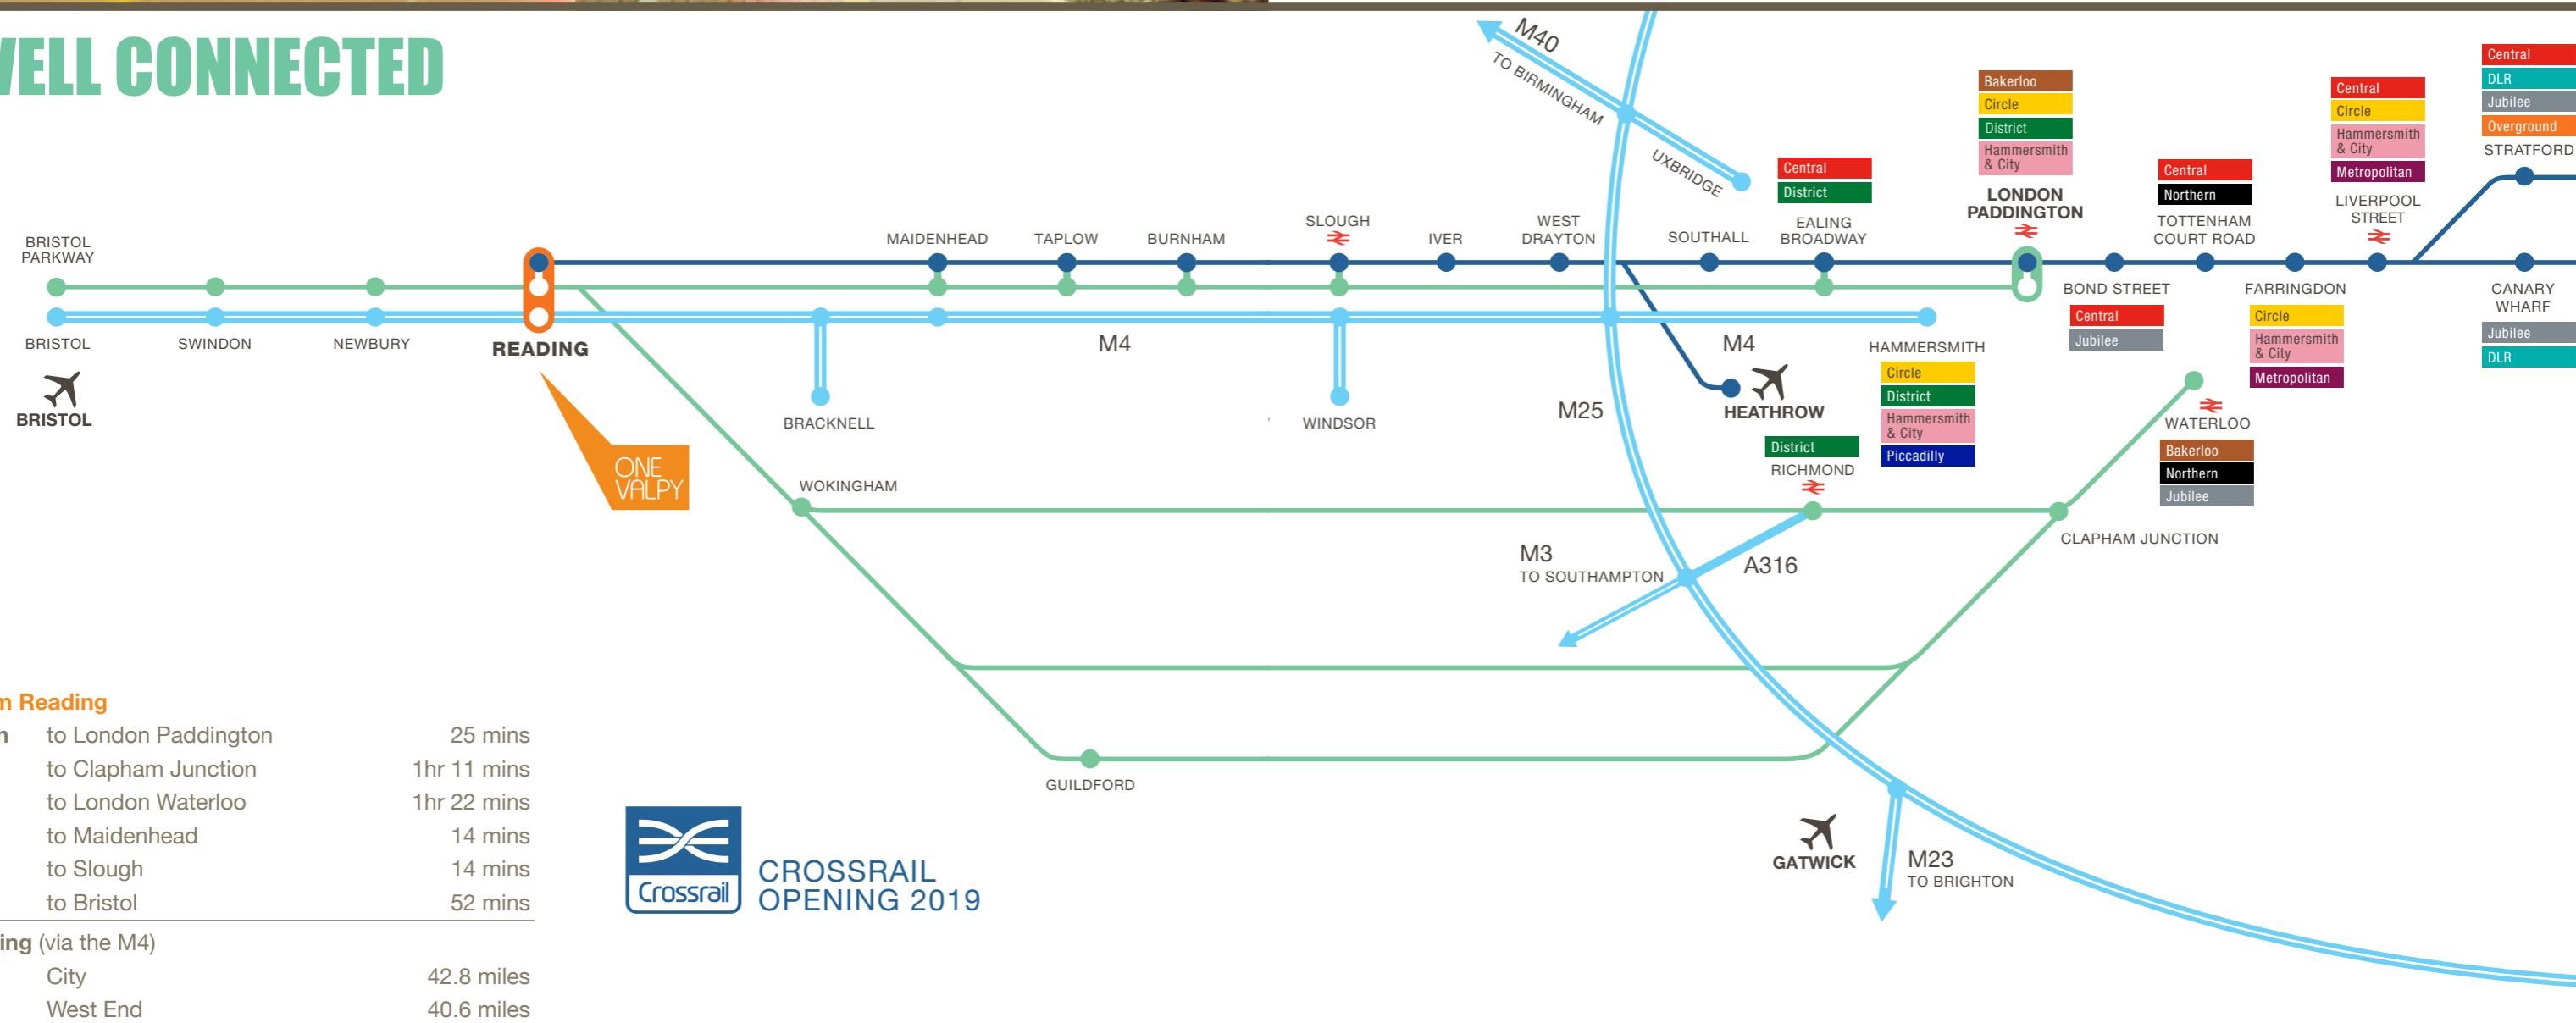 WELL CONNECTED
M40
TO BIRMINGHAM
UXBRIDGE
Central
District
EALING
BROADWAY
Bakerloo
Circle
District
Hammersmith
& City
LONDON
PADDINGTON
Central
Northern
TOTTENHAM
COURT ROAD
Central
Circle
Hammersmith
& City
Metropolitan
LIVERPOOL
STREET
Central
DLR
Jubilee
Overground
STRATFORD
BRISTOL
PARKWAY
MAIDENHEAD
TAPLOW
BURNHAM
SLOUGH
IVER
WEST
DRAYTON
SOUTHALL
BRISTOL
SWINDON
NEWBURY
READING
M4
M4
HAMMERSMITH
Circle
District
Hammersmith
& City
Piccadilly
BOND STREET
Central
Jubilee
FARRINGDON
Circle
Hammersmith
& City
Metropolitan
CANARY
WHARF
Jubilee
DLR
BRISTOL
ONE
VALPY
BRACKNELL
WINDSOR
M25
HEATHROW
District
RICHMOND
WATERLOO
Bakerloo
Northern
Jubilee
WOKINGHAM
CLAPHAM JUNCTION
M3
TO SOUTHAMPTON
A316
GUILDFORD
GATWICK
M23
TO BRIGHTON
Crossrail
CROSSRAIL
OPENING 2019
m Reading
n to London Paddington 25 mins
to Clapham Junction 1hr 11 mins
to London Waterloo 1hr 22 mins
to Maidenhead 14 mins
to Slough 14 mins
to Bristol 52 mins
ing (via the M4)
City 42.8 miles
West End 40.6 miles